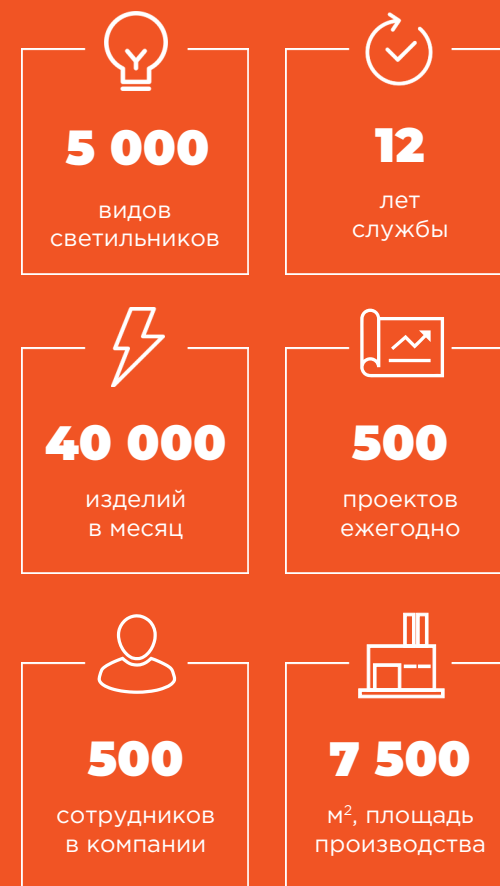 5 000
видов
светильников
12
лет
службы
40 000
изделий
в месяц
500
проектов
ежегодно
500
сотрудников
в компании
7 500
м², площадь
производства